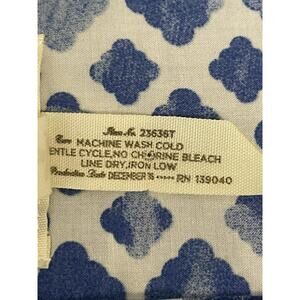 Item No. 23636T
Care MACHINE WASH COLD
ENTLE CYCLE, NO CHLORINE BLEACH
LINE DRY, IRON LOW
Production Date DECEMBER 16 ***** RN 139040